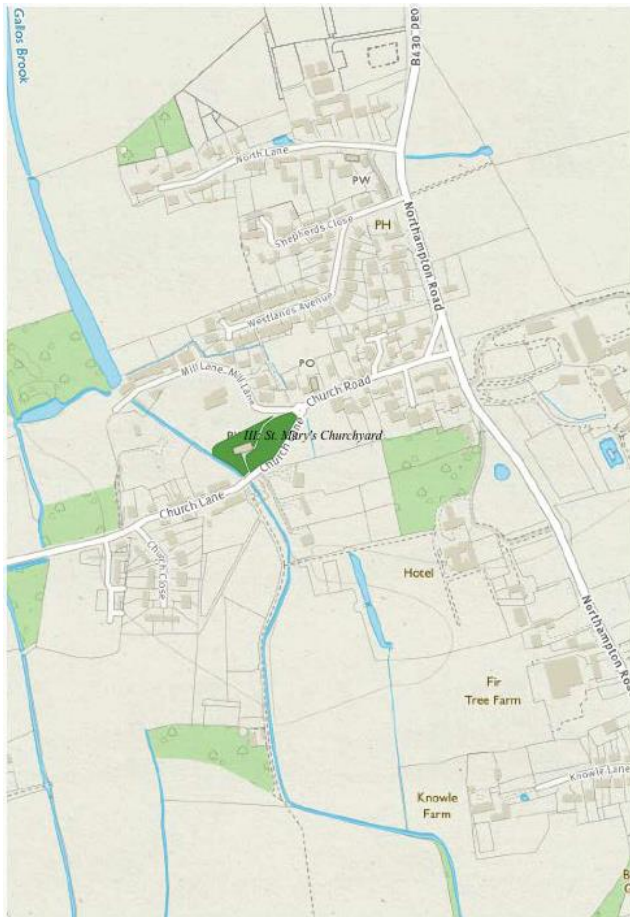 Gallos Brook
B430 Road
North Lane
PW
Shepherds Close
PH
Northampton Road
Westlands Avenue
PO
Mill Lane
Mill Lane
Church Road
III: St. Mary's Churchyard
Church Lane
Church Lane
Church Close
Hotel
Northampton
Fir
Tree Farm
Knowle Lane
Knowle
Farm